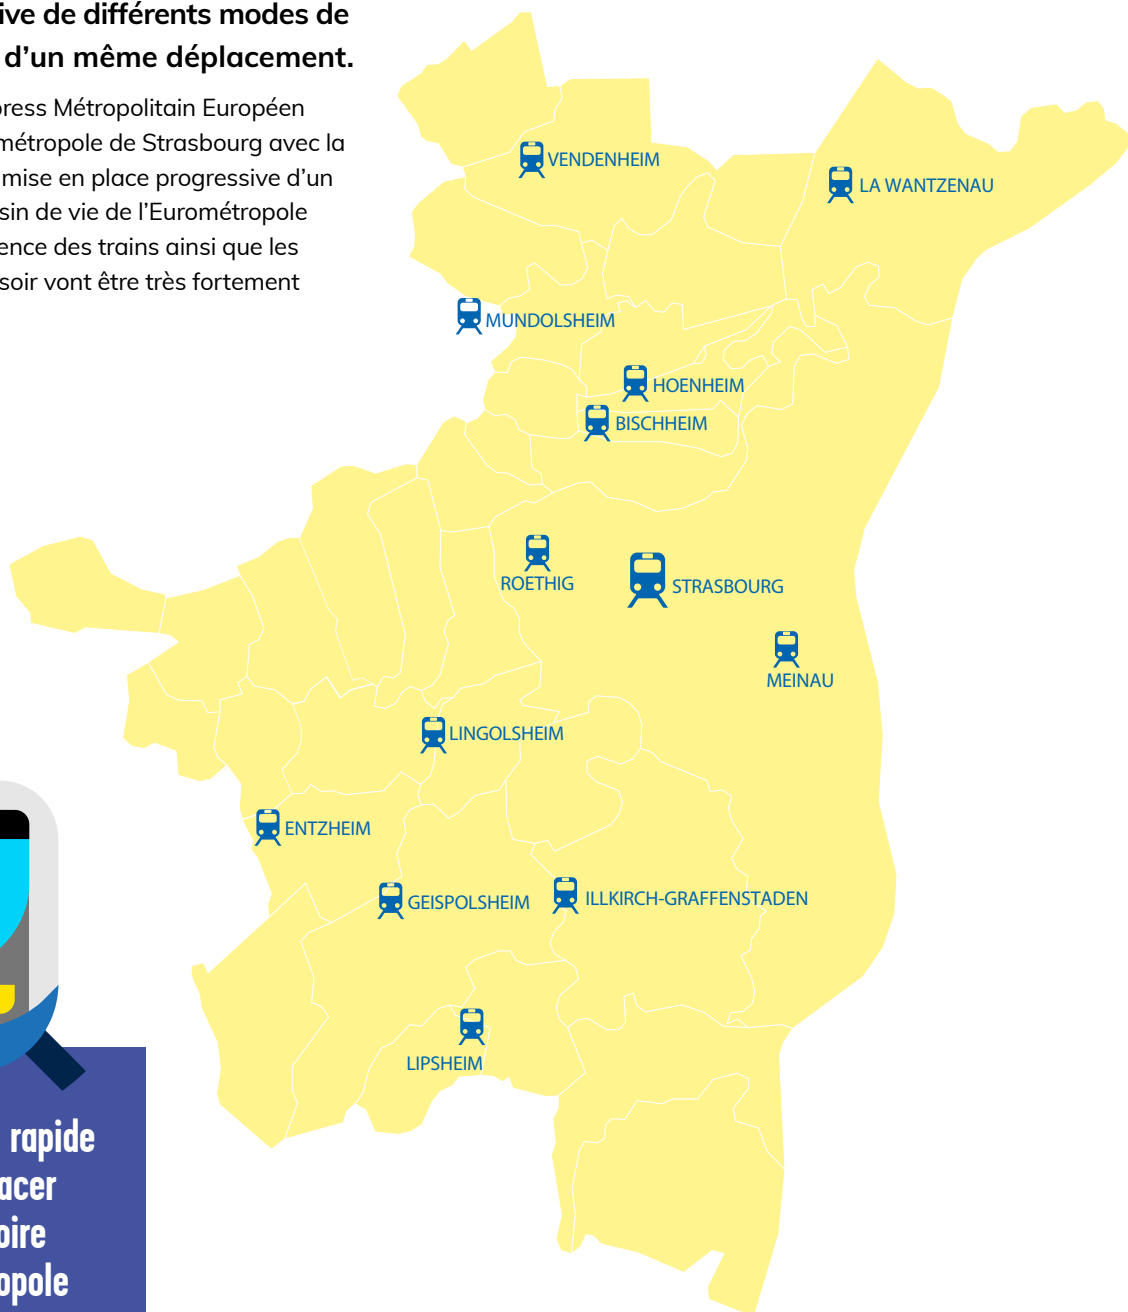 ive de différents modes de
d’un même déplacement.
press Métropolitain Européen
métropole de Strasbourg avec la
mise en place progressive d’un
sin de vie de l’Eurométropole
ence des trains ainsi que les
soir vont être très fortement
VENDENHEIM
LA WANTZENAU
MUNDOLSHEIM
HOENHEIM
BISCHHEIM
ROETHIG
STRASBOURG
MEINAU
LINGOLSHEIM
ENTZHEIM
GEISPOLSHEIM
ILLKIRCH-GRAFFENSTADEN
LIPSHEIM
rapide
acer
oire
opole